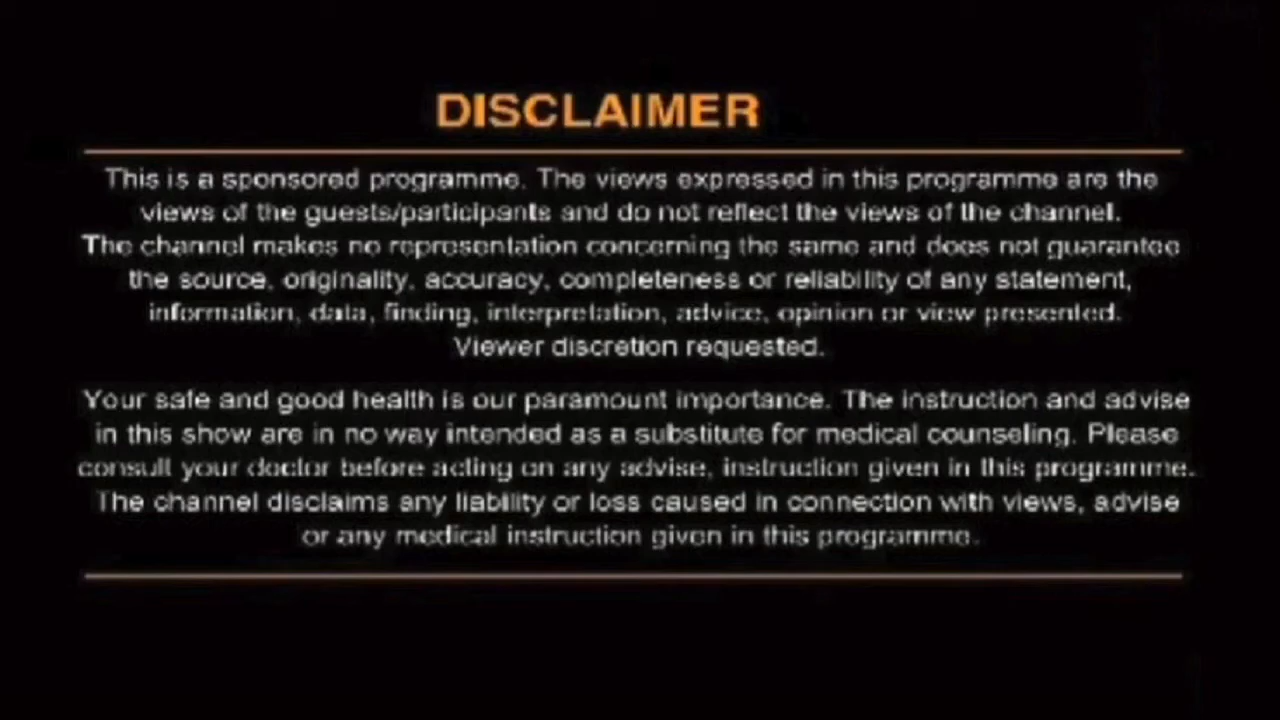 DISCLAIMER
This is a sponsored programme. The views expressed in this programme are the
views of the guests/participants and do not reflect the views of the channel.
The channel makes no representation concerning the same and does not guarantee
the source, originality, accuracy, completeness or reliability of any statement,
information, data, finding, interpretation, advice, opinion or view presented.
Viewer discretion requested.
Your safe and good health is our paramount importance. The instruction and advise
in this show are in no way intended as a substitute for medical counseling. Please
consult your doctor before acting on any advise, instruction given in this programme.
The channel disclaims any liability or loss caused in connection with views, advise
or any medical instruction given in this programme.